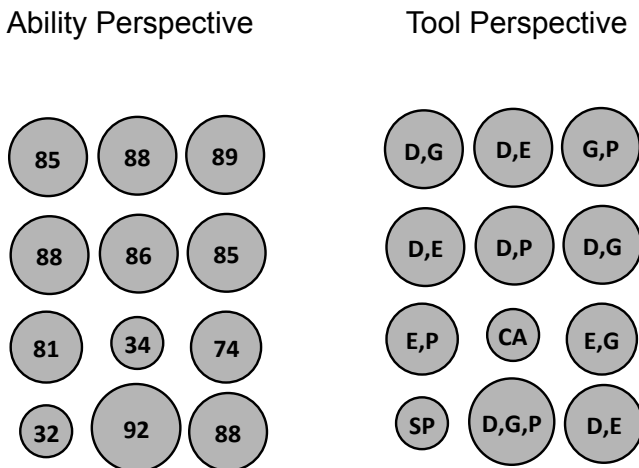 Ability Perspective Tool Perspective
85 88 89 D,G D,E G,P
88 86 85 D,E D,P D,G
81 34 74 E,P CA E,G
32 92 88 SP D,G,P D,E